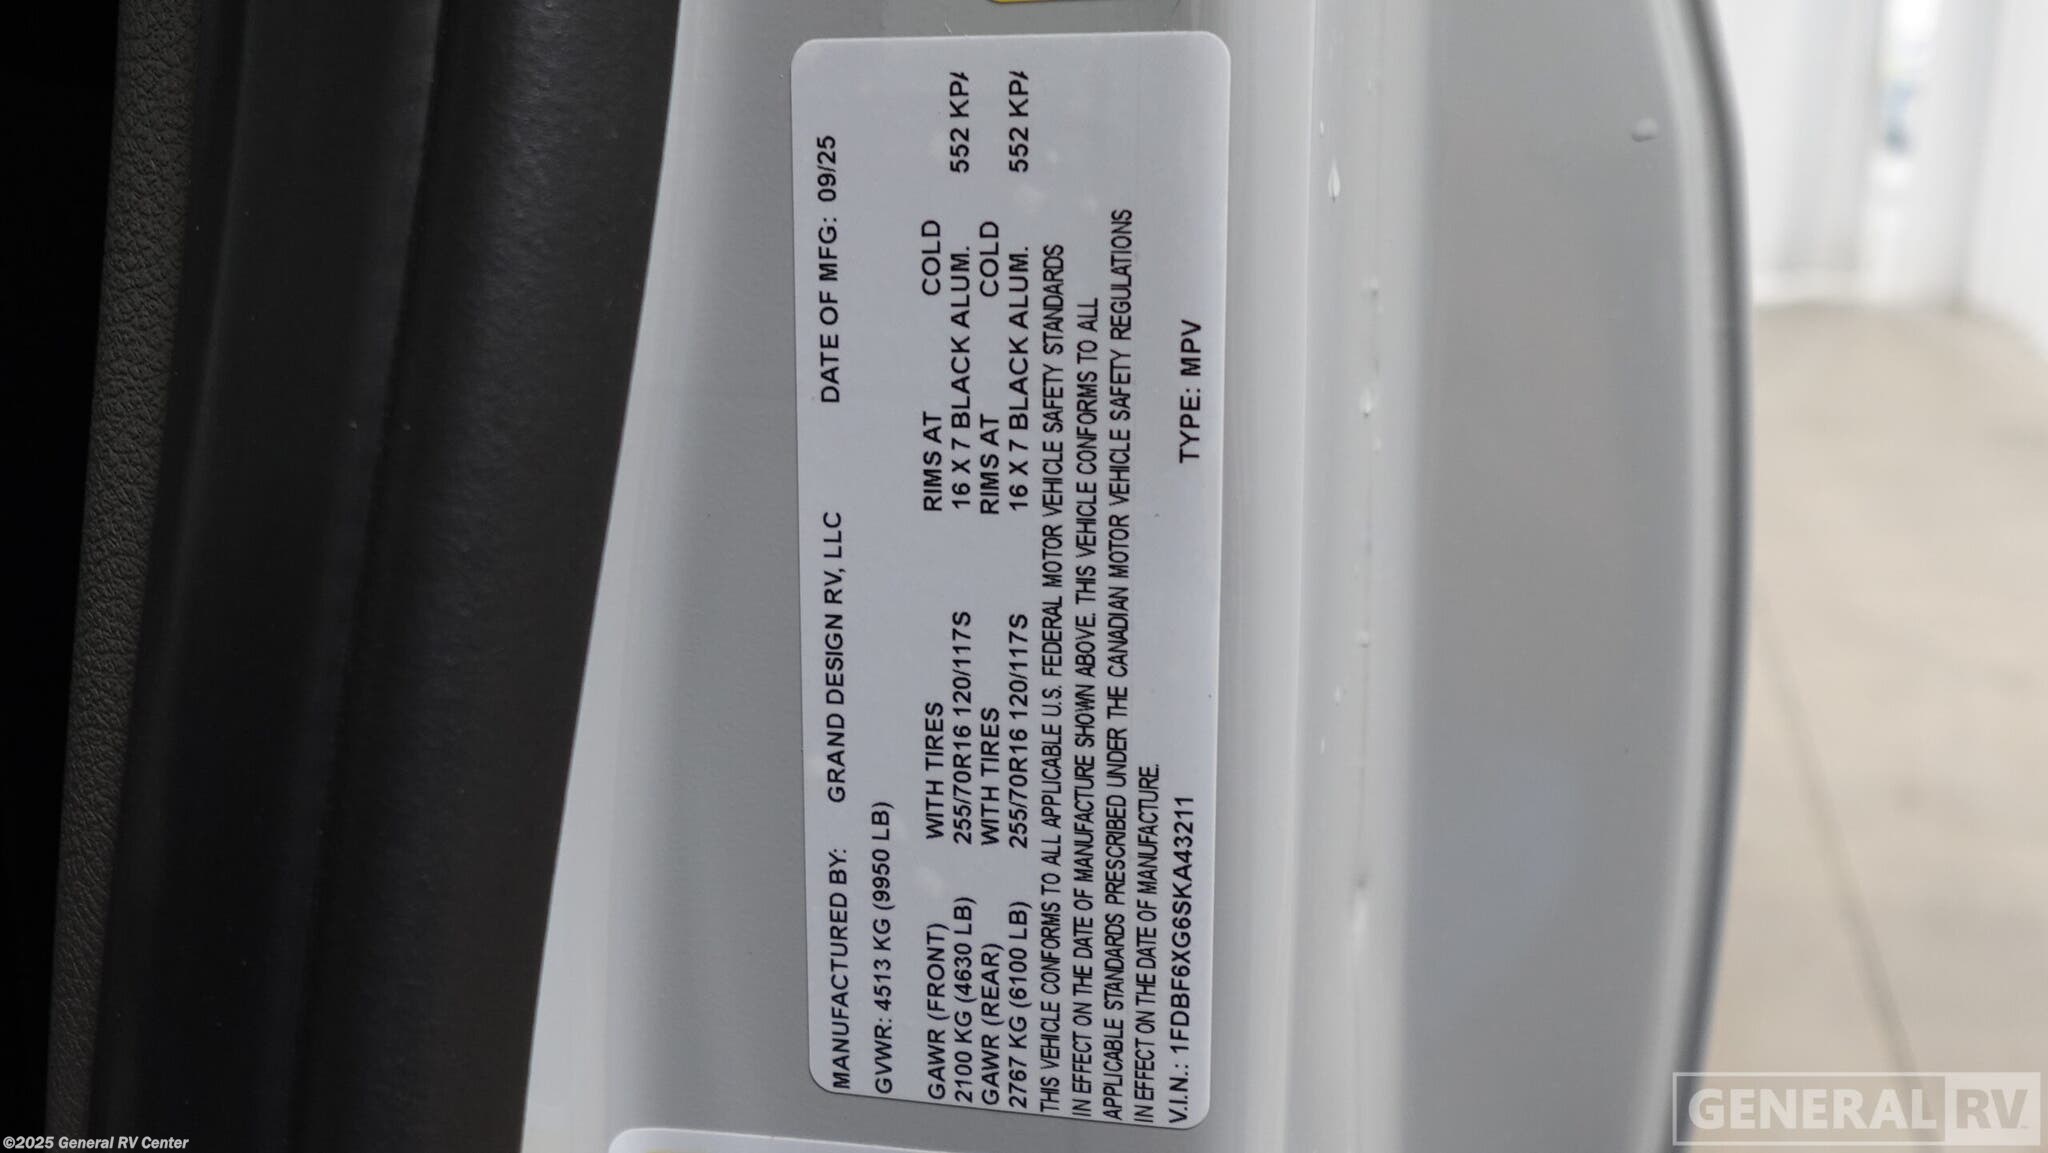 MANUFACTURED BY: GRAND DESIGN RV, LLC DATE OF MFG: 09/25
GVWR: 4513 KG (9950 LB)
GAWR (FRONT) WITH TIRES RIMS AT COLD
2100 KG (4630 LB) 255/70R16 120/117S 16 X 7 BLACK ALUM. 552 KPA
GAWR (REAR) WITH TIRES RIMS AT COLD
2767 KG (6100 LB) 255/70R16 120/117S 16 X 7 BLACK ALUM. 552 KPA
THIS VEHICLE CONFORMS TO ALL APPLICABLE U.S. FEDERAL MOTOR VEHICLE SAFETY STANDARDS
IN EFFECT ON THE DATE OF MANUFACTURE SHOWN ABOVE. THIS VEHICLE CONFORMS TO ALL
APPLICABLE STANDARDS PRESCRIBED UNDER THE CANADIAN MOTOR VEHICLE SAFETY REGULATIONS
IN EFFECT ON THE DATE OF MANUFACTURE.
V.I.N.: 1FDBF6XG6SKA43211 TYPE: MPV
©2025 General RV Center
GENERAL RV